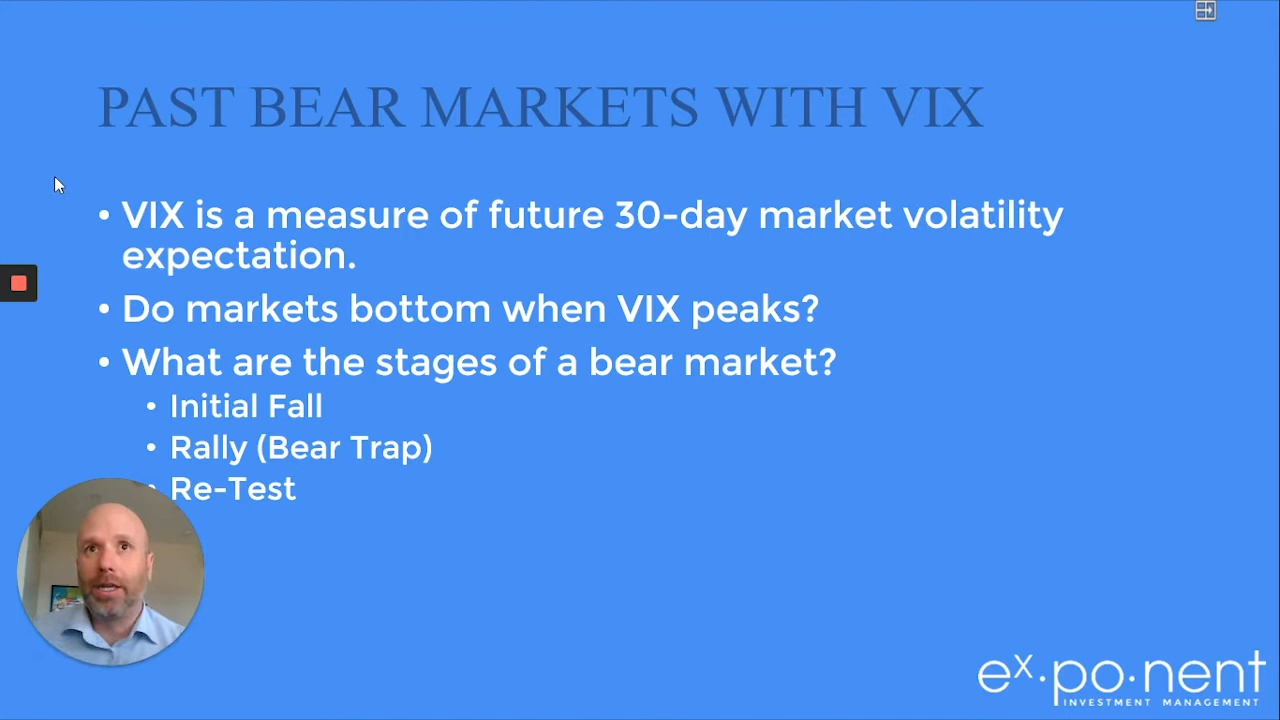 PAST BEAR MARKETS WITH VIX
• VIX is a measure of future 30-day market volatility
expectation.
• Do markets bottom when VIX peaks?
• What are the stages of a bear market?
• Initial Fall
• Rally (Bear Trap)
• Re-Test
ex·po·nent
INVESTMENT MANAGEMENT